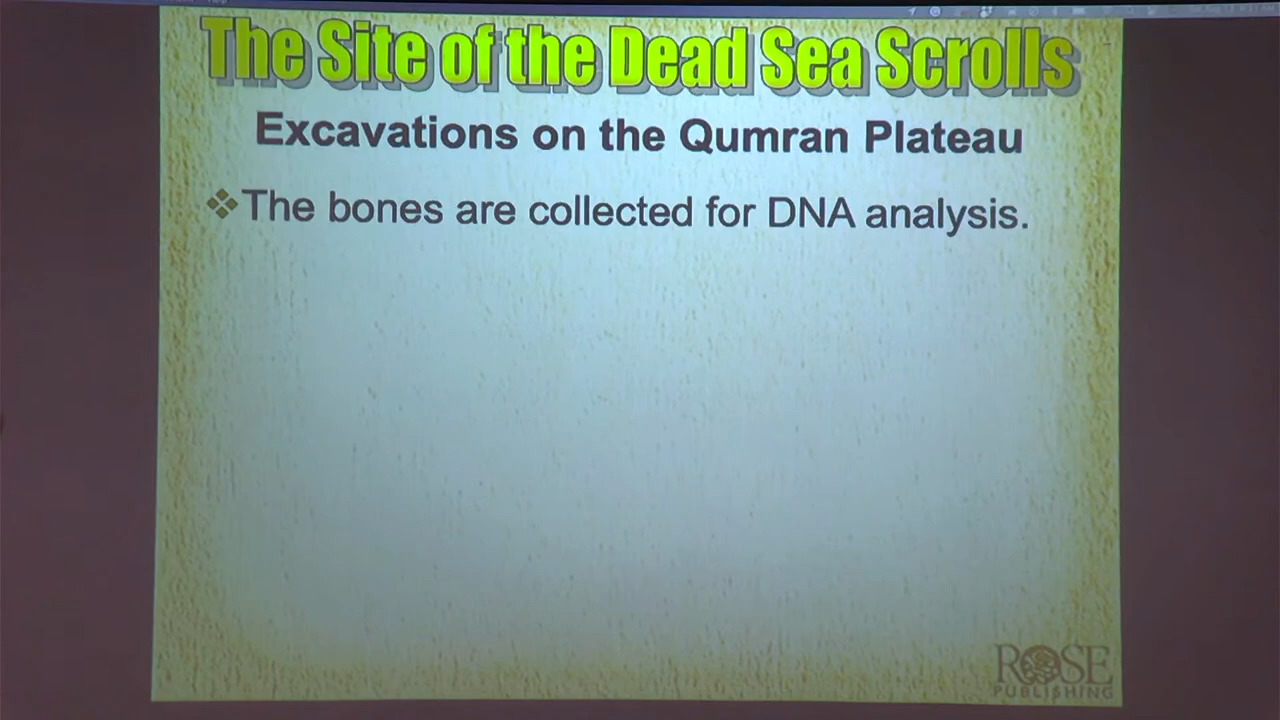 The Site of the Dead Sea Scrolls
Excavations on the Qumran Plateau
❖The bones are collected for DNA analysis.
ROSE
PUBLISHING